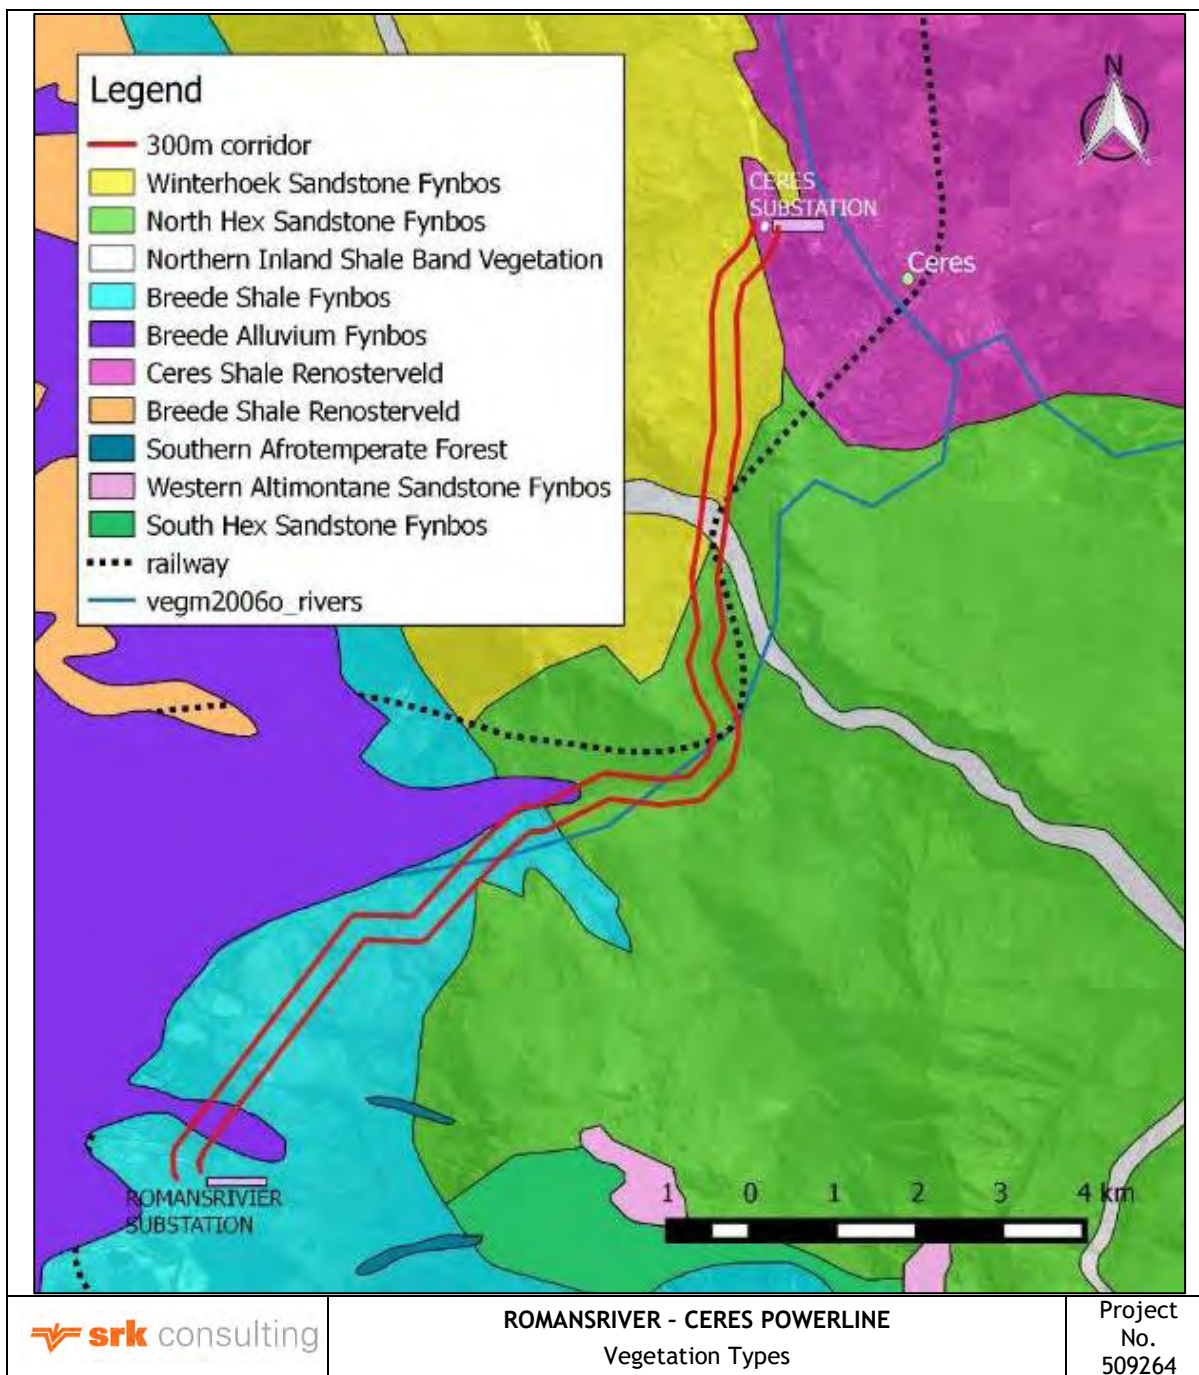 Legend
300m corridor
Winterhoek Sandstone Fynbos
North Hex Sandstone Fynbos
Northern Inland Shale Band Vegetation
Breede Shale Fynbos
Breede Alluvium Fynbos
Ceres Shale Renosterveld
Breede Shale Renosterveld
Southern Afrotemperate Forest
Western Altimontane Sandstone Fynbos
South Hex Sandstone Fynbos
railway
vegm2006o_rivers
N
CERES
SUBSTATION
Ceres
ROMANSRIVIER
SUBSTATION
1 0 1 2 3 4 km
srk consulting
ROMANSRIVER - CERES POWERLINE
Vegetation Types
Project
No.
509264